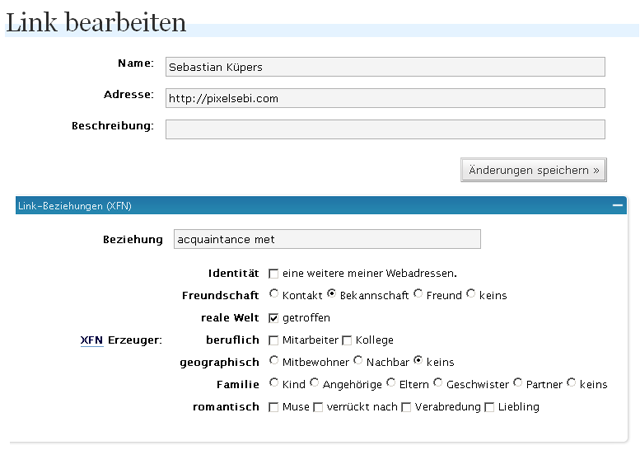 Link bearbeiten
Name: Sebastian Küpers
Adresse: http://pixelsebi.com
Beschreibung:
Änderungen speichern »
Link-Beziehungen (XFN)
Beziehung acquaintance met
Identität eine weitere meiner Webadressen.
Freundschaft Kontakt Bekannschaft Freund keins
reale Welt getroffen
XFN Erzeuger: beruflich Mitarbeiter Kollege
geographisch Mitbewohner Nachbar keins
Familie Kind Angehörige Eltern Geschwister Partner keins
romantisch Muse verrückt nach Verabredung Liebling